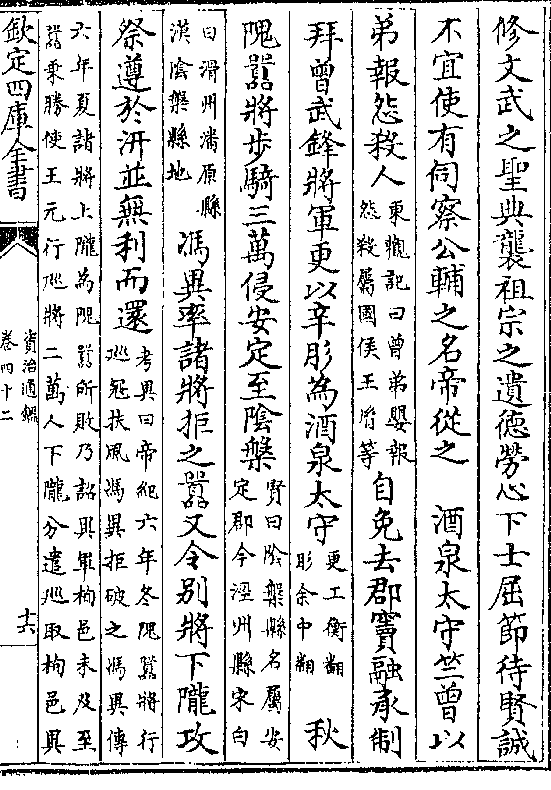 修文武之聖典襲祖宗之遺德勞心下士屈節待賢誠
不宜使有伺察公輔之名帝從之　酒泉太守竺曾以
弟報怨殺人東觀記曰曾弟嬰報怨殺屬國侯王𦙍等自免去郡竇融承制
拜曾武鋒將軍更以辛肜為酒泉太守更工衡翻肜余中翻　秋
隗囂將步騎三萬侵安定至陰槃賢曰陰槃縣名屬安定郡今涇州縣宋白
曰渭州潘原縣漢陰槃縣地馮異率諸將拒之囂又令別將下隴攻
祭遵於汧並無利而還考異曰帝紀六年冬隗囂將行巡冦扶風馮異拒破之馮異傳
六年夏諸將上隴為隗囂所敗乃詔異軍栒邑未及至
囂乘勝使王元行巡將二萬人下隴分遣巡取栒邑異
欽定四庫全書
資治通鑑
卷四十二
十六